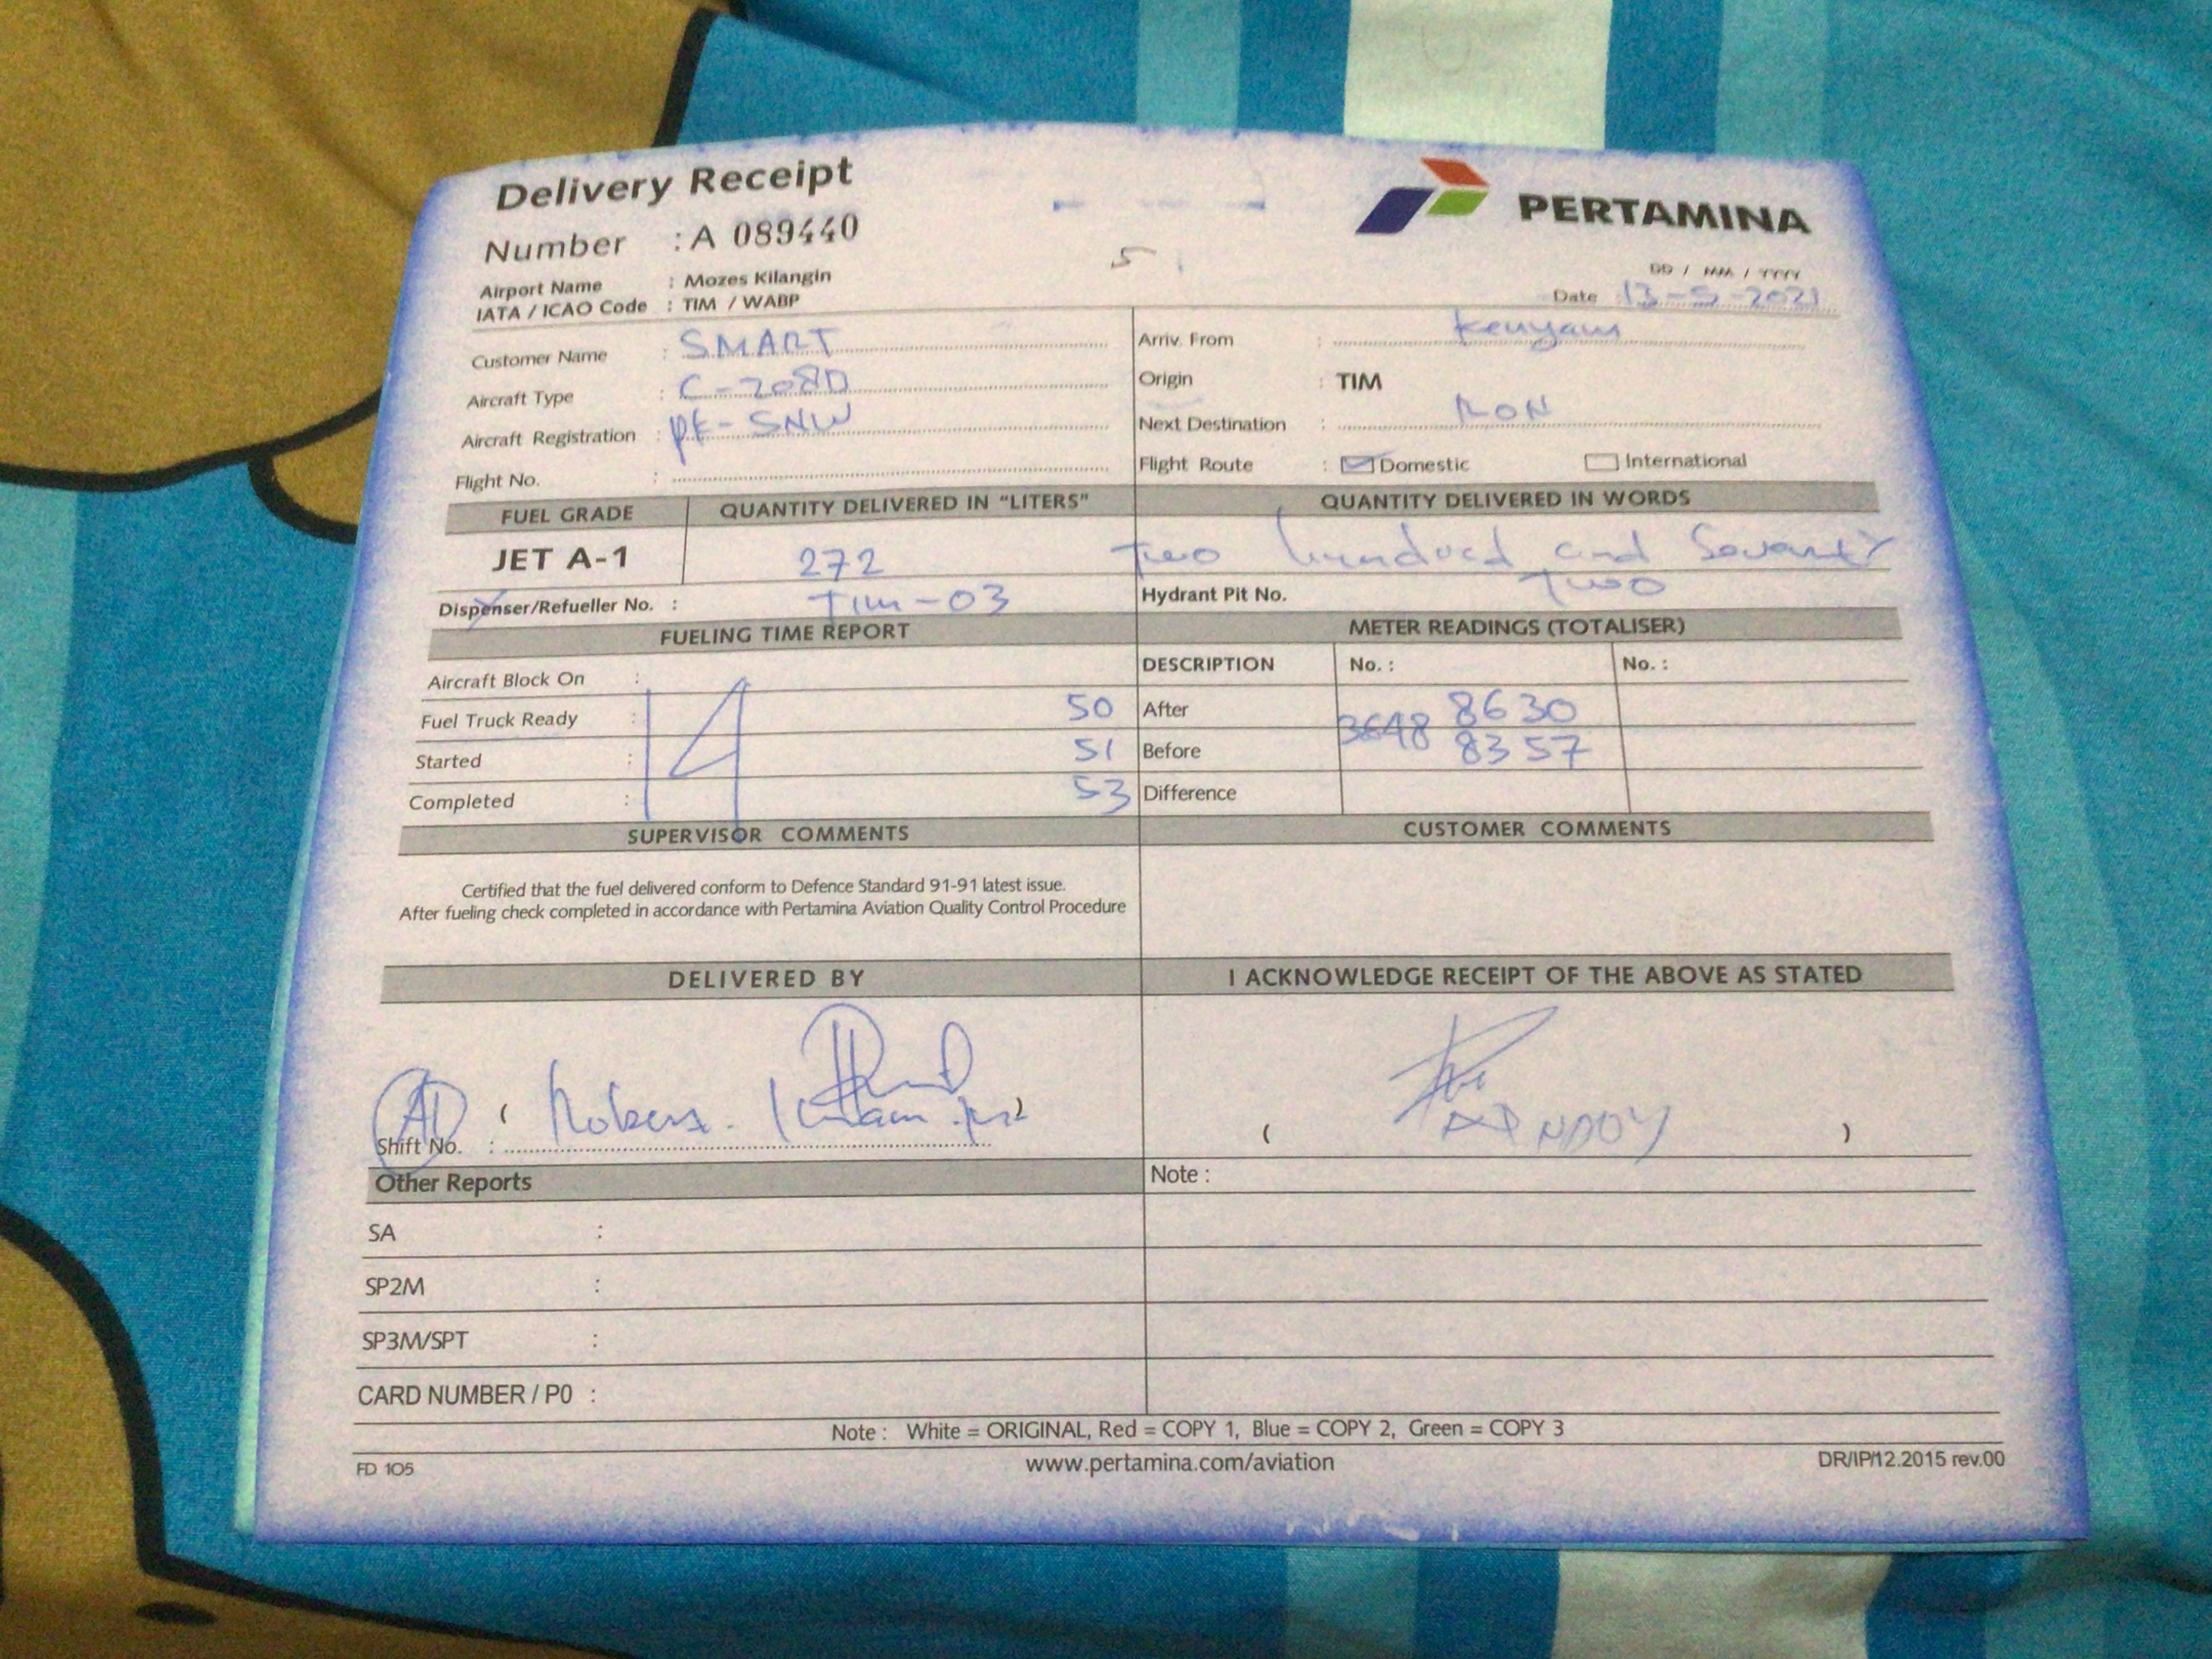 Delivery Receipt
PERTAMINA
Number : A 089440
5
Airport Name : Mozes Kilangin
IATA / ICAO Code : TIM / WABP
DD / MM / YYYY
Date : 13-5-2021
Customer Name : SMART
Arriv. From : Kenyam
Aircraft Type : C-208D
Origin : TIM
Aircraft Registration : PK-SNW
Next Destination : RON
Flight No. :
Flight Route : Domestic International
FUEL GRADE QUANTITY DELIVERED IN "LITERS" QUANTITY DELIVERED IN WORDS
JET A-1 272 Two hundred and Sevanty
Two
Dispenser/Refueller No. : TIM-03 Hydrant Pit No.
FUELING TIME REPORT METER READINGS (TOTALISER)
Aircraft Block On : DESCRIPTION No. : No. :
Fuel Truck Ready : 14 50 After 3648 8630
Started : 51 Before 8357
Completed : 53 Difference
SUPERVISOR COMMENTS CUSTOMER COMMENTS
Certified that the fuel delivered conform to Defence Standard 91-91 latest issue.
After fueling check completed in accordance with Pertamina Aviation Quality Control Procedure
DELIVERED BY I ACKNOWLEDGE RECEIPT OF THE ABOVE AS STATED
( ) ( )
Shift No. :
Other Reports Note :
SA :
SP2M :
SP3M/SPT :
CARD NUMBER / P0 :
Note : White = ORIGINAL, Red = COPY 1, Blue = COPY 2, Green = COPY 3
FD 105 www.pertamina.com/aviation DR/IP/12.2015 rev.00